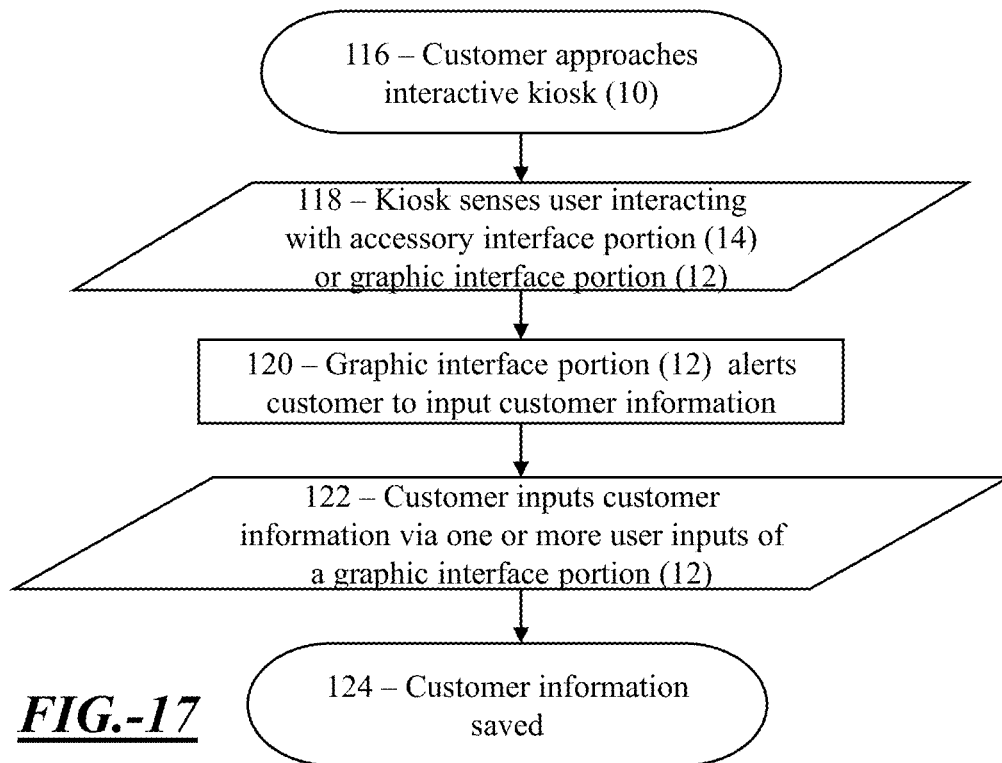 116 – Customer approaches
interactive kiosk (10)
118 – Kiosk senses user interacting
with accessory interface portion (14)
or graphic interface portion (12)
120 – Graphic interface portion (12) alerts
customer to input customer information
122 – Customer inputs customer
information via one or more user inputs of
a graphic interface portion (12)
124 – Customer information
saved
FIG.-17